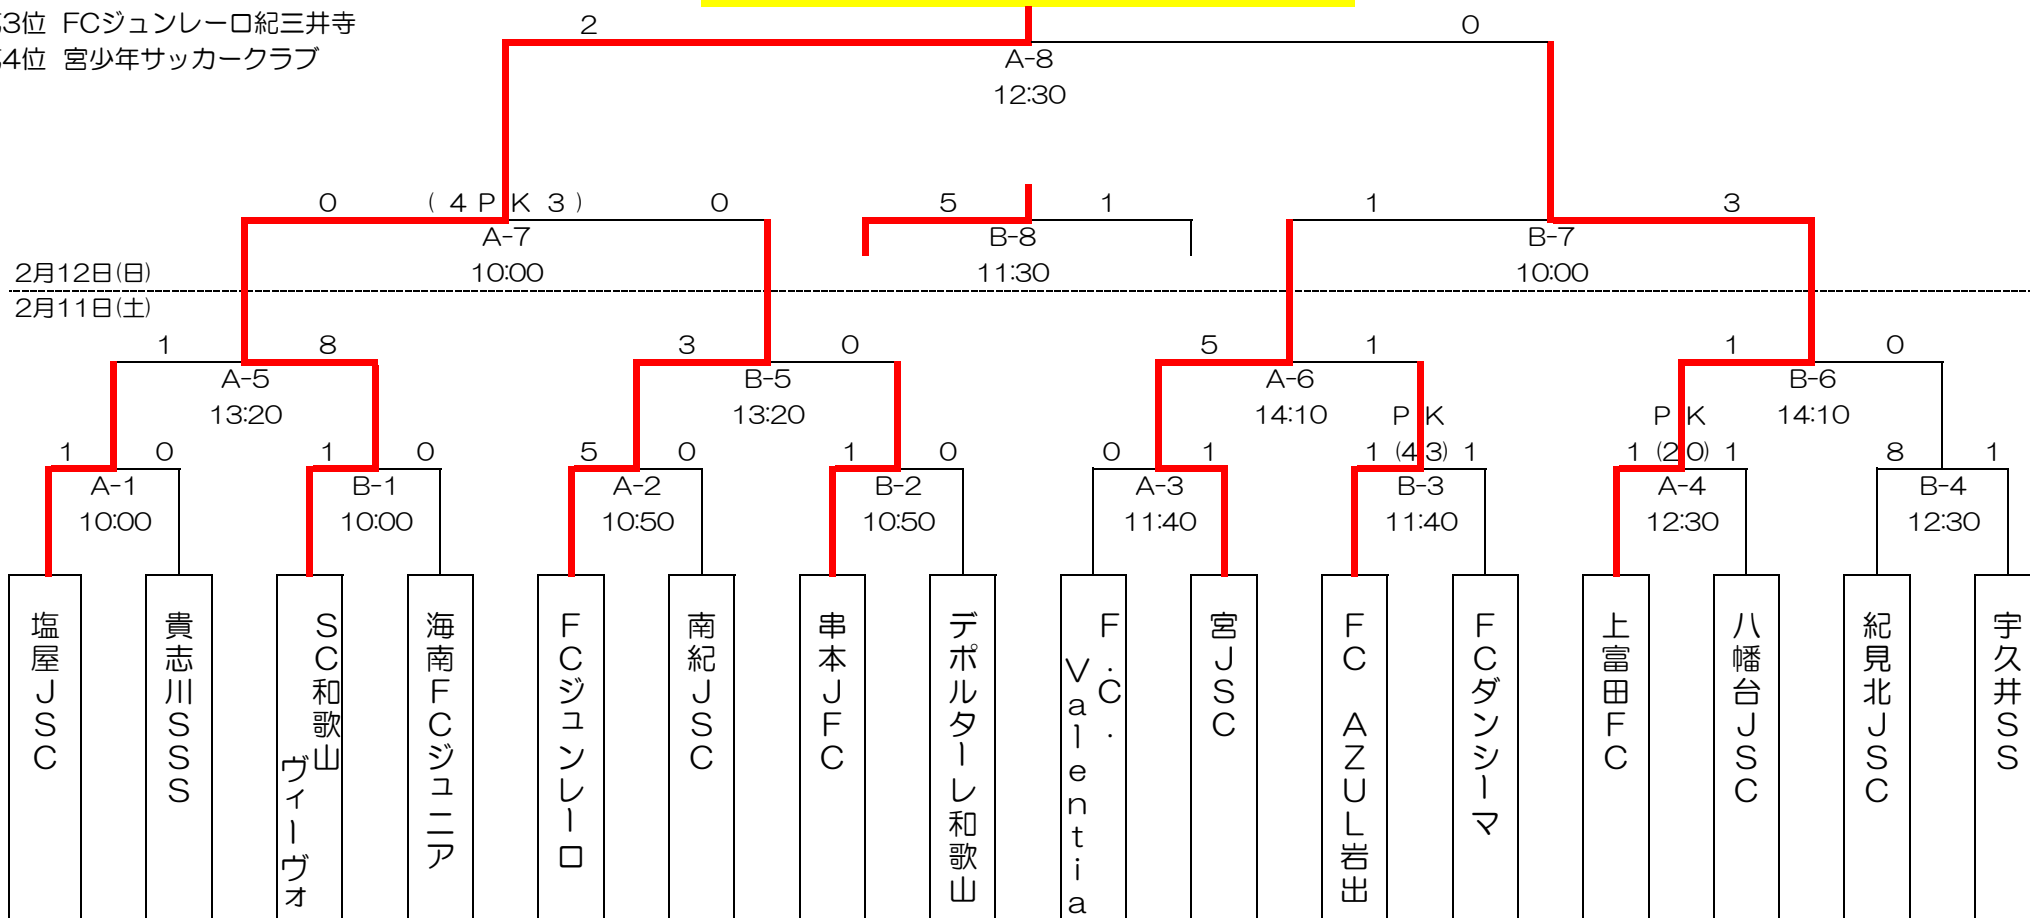 3位 FCジュンレーロ紀三井寺
4位 宮少年サッカークラブ
2 0
A-8
12:30
0 (4PK3) 0 5 1 1 3
A-7 B-8 B-7
2月12日(日) 10:00 11:30 10:00
2月11日(土)
1 8 3 0 5 1 1 0
A-5 B-5 A-6 B-6
13:20 13:20 14:10 PK PK 14:10
1 0 1 0 5 0 1 0 0 1 1 (43) 1 1 (20) 1 8 1
A-1 B-1 A-2 B-2 A-3 B-3 A-4 B-4
10:00 10:00 10:50 10:50 11:40 11:40 12:30 12:30
塩屋JSC
貴志川SSS
SC和歌山
ヴィーヴォ
海南FCジュニア
FCジュンレーロ
南紀JSC
串本JFC
デポルターレ和歌山
F.C.
Valentia
宮JSC
FC AZUL岩出
FCダンシーマ
上富田FC
八幡台JSC
紀見北JSC
宇久井SS